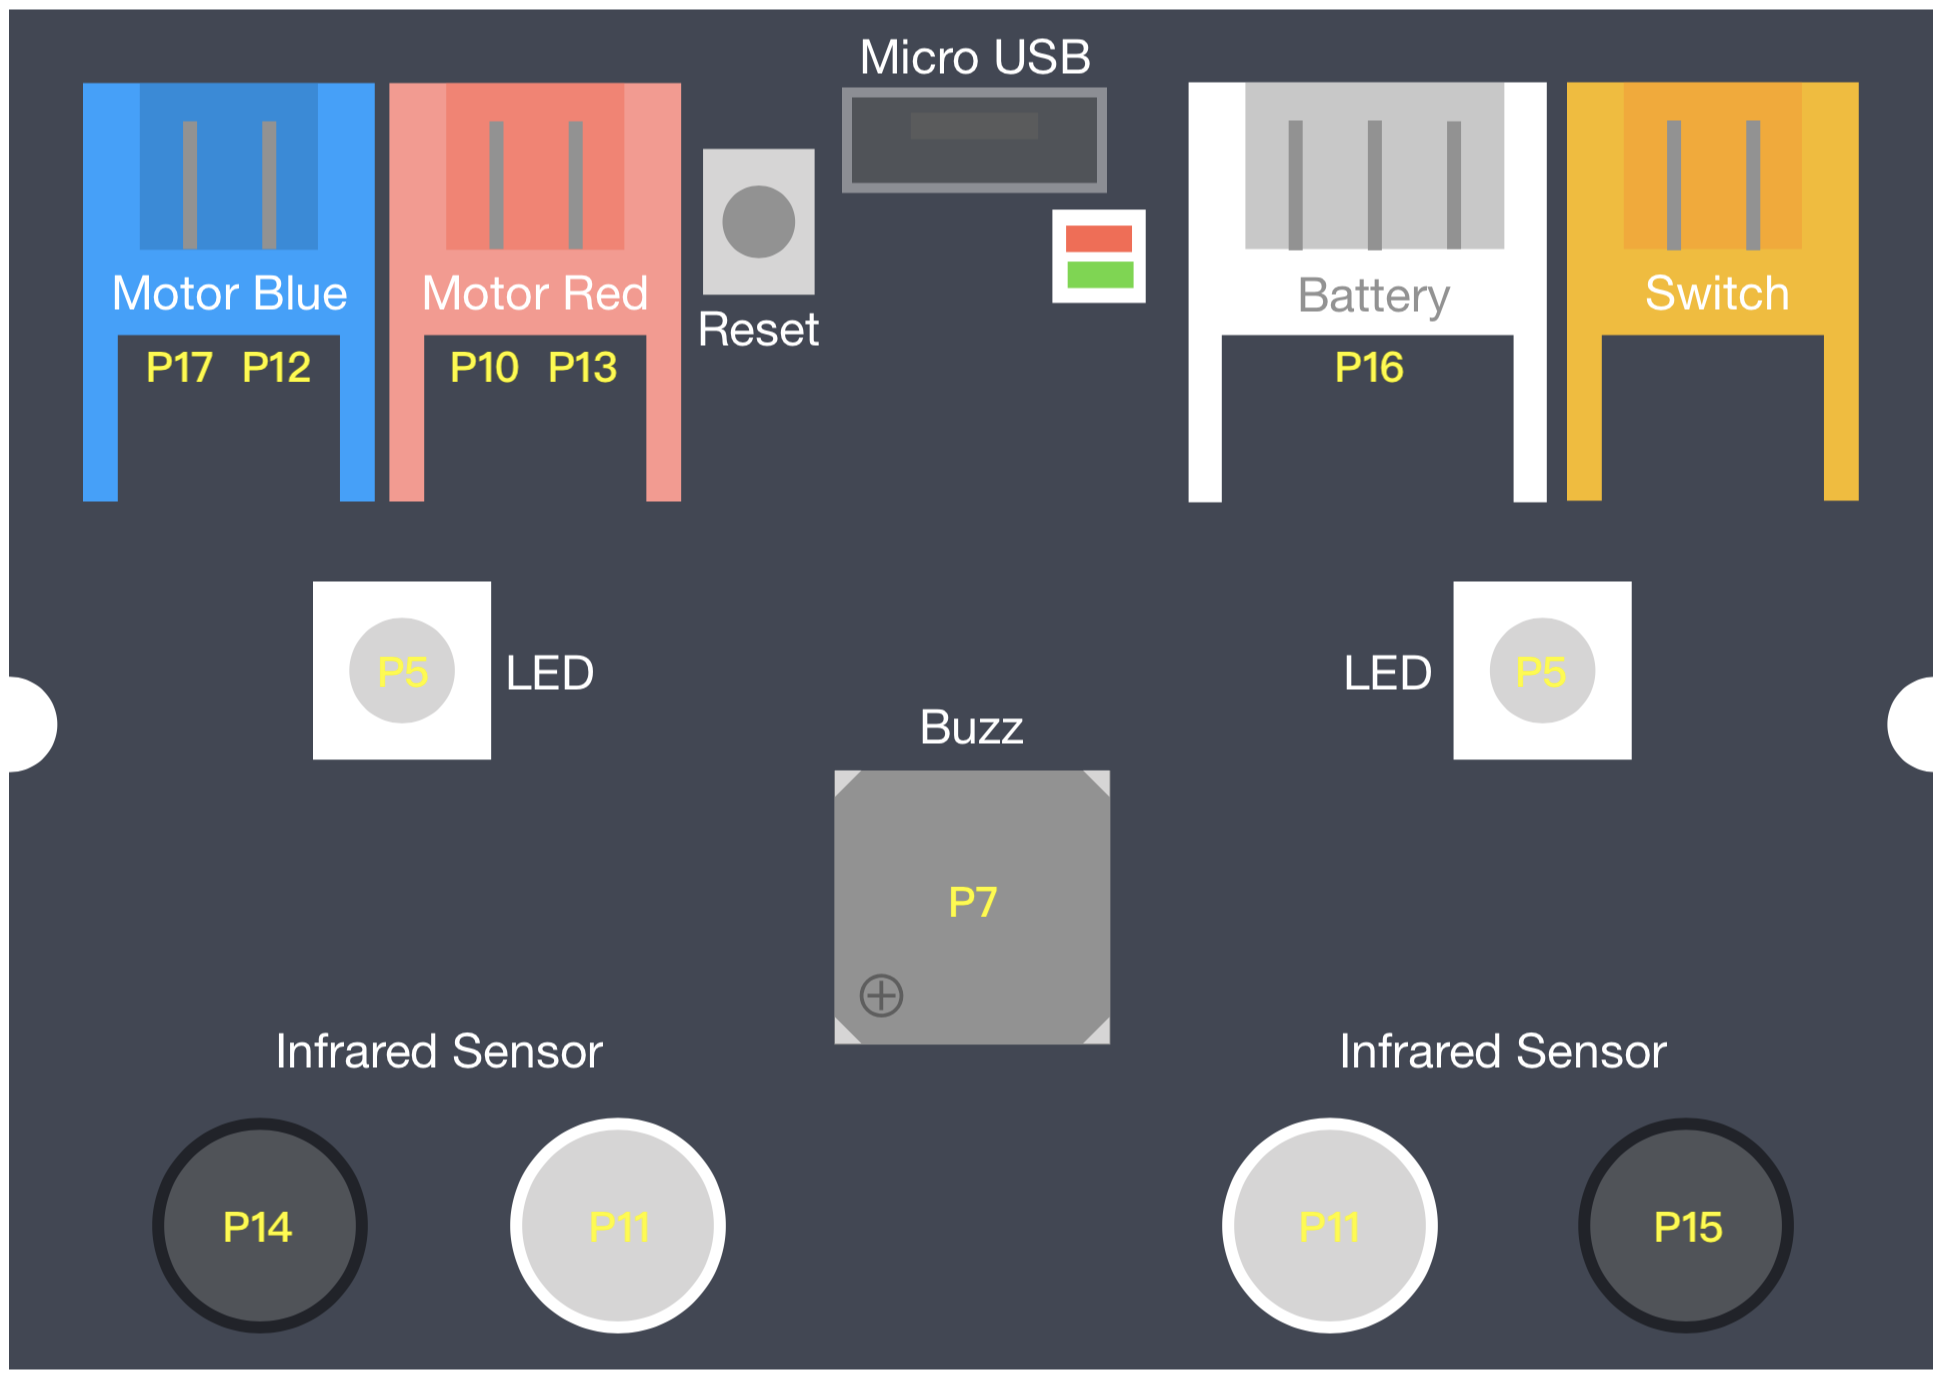 Micro USB
Motor Blue
Motor Red
Reset
Battery
Switch
P17 P12
P10 P13
P16
P5
LED
LED
P5
Buzz
P7
Infrared Sensor
Infrared Sensor
P14
P11
P11
P15